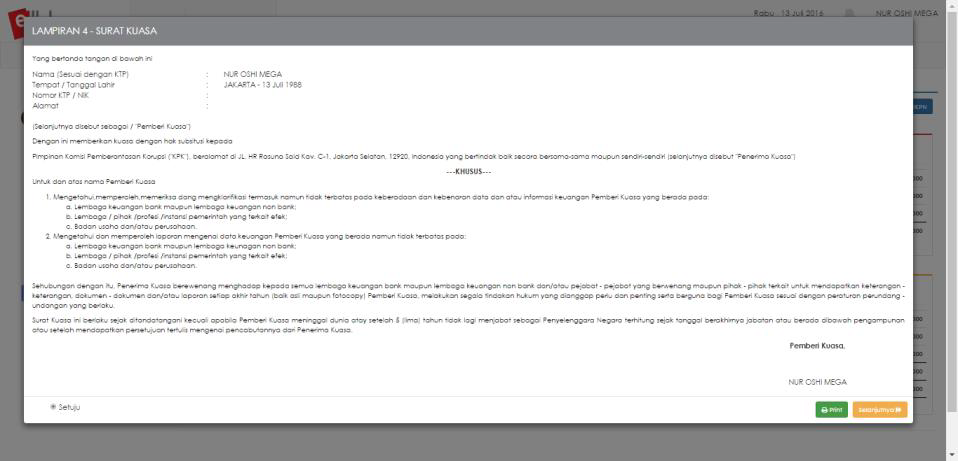 Rabu , 13 Juli 2016 NUR OSHI MEGA
LAMPIRAN 4 - SURAT KUASA
Yang bertanda tangan di bawah ini
Nama (Sesuai dengan KTP) : NUR OSHI MEGA
Tempat / Tanggal Lahir : JAKARTA - 13 Juli 1988
Nomor KTP / NIK :
Alamat :
(Selanjutnya disebut sebagai / "Pemberi Kuasa")
Dengan ini memberikan kuasa dengan hak subsitusi kepada
Pimpinan Komisi Pemberantasan Korupsi ('KPK'), beralamat di JL. HR Rasuna Said Kav. C-1, Jakarta Selatan, 12920, Indonesia yang bertindak baik secara bersama-sama maupun sendiri-sendiri (selanjutnya disebut "Penerima Kuasa")
---KHUSUS---
Untuk dan atas nama Pemberi Kuasa
1. Mengetahui,memperoleh,memeriksa dang mengklarifikasi termasuk namun tidak terbatas pada keberadaan dan kebenaran data dan atau informasi keuangan Pemberi Kuasa yang berada pada:
a. Lembaga keuangan bank maupun lembaga keuangan non bank;
b. Lembaga / pihak /profesi /instansi pemerintah yang terkait efek;
c. Badan usaha dan/atau perusahaan.
2. Mengetahui dan memperoleh laporan mengenai data keuangan Pemberi Kuasa yang berada namun tidak terbatas pada:
a. Lembaga keuangan bank maupun lembaga keunagan non bank;
b. Lembaga / pihak /profesi /instansi pemerintah yang terkait efek;
c. Badan usaha dan/atau perusahaan.
Sehubungan dengan itu, Penerima Kuasa berewenang menghadap kepada semua lembaga keuangan bank maupun lembaga keuangan non bank dan/atau pejabat - pejabat yang berwenang maupun pihak - pihak terkait untuk mendapatkan keterangan -
keterangan, dokumen - dokumen dan/atau laporan setiap akhir tahun (baik asli maupun fotocopy) Pemberi Kuasa, melakukan segala tindakan hukum yang dianggap perlu dan penting serta berguna bagi Pemberi Kuasa sesuai dengan peraturan perundang -
undangan yang berlaku.
Surat Kuasa ini berlaku sejak ditandatangani kecuali apabila Pemberi Kuasa meninggal dunia atay setelah 5 (lima) tahun tidak lagi menjabat sebagai Penyelenggara Negara terhitung sejak tanggal berakhirnya jabatan atau berada dibawah pengampunan
atau setelah mendapatkan persetujuan tertulis mengenai pencabutannya dari Penerima Kuasa.
Pemberi Kuasa,
NUR OSHI MEGA
Setuju
Print Selanjutnya